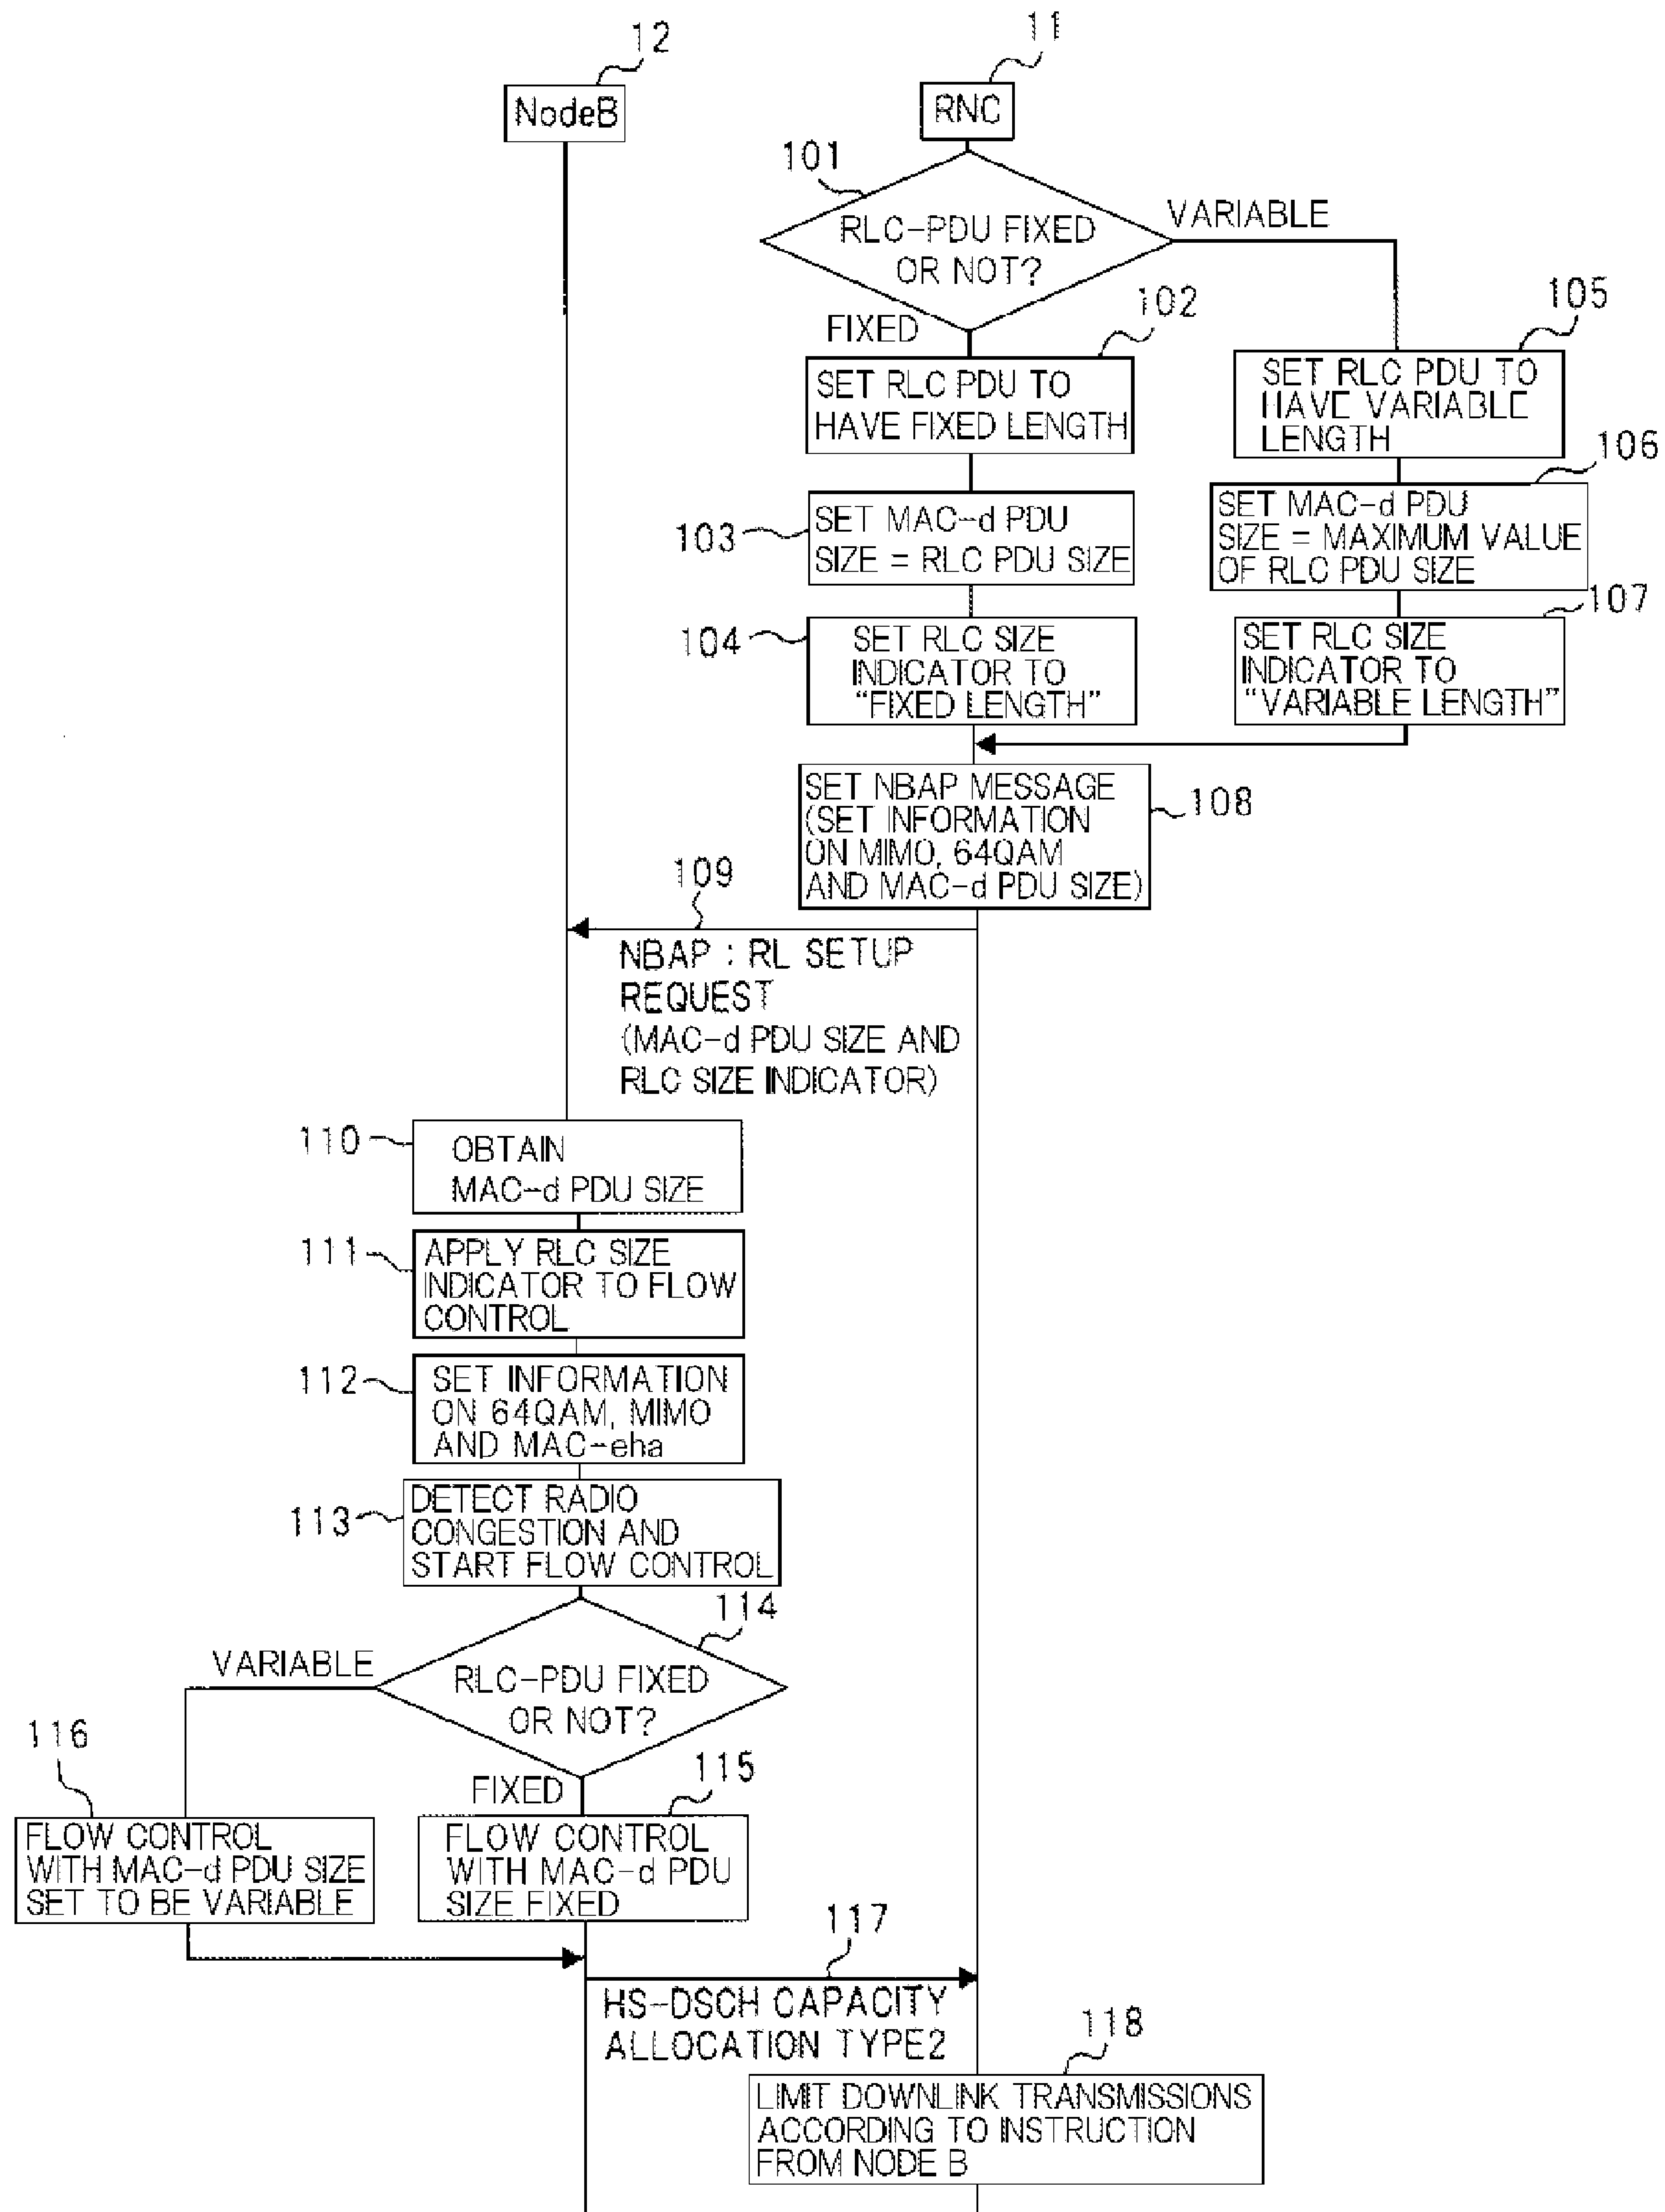 12
11
NodeB
RNC
101
RLC-PDU FIXED
OR NOT?
VARIABLE
FIXED
102
SET RLC PDU TO
HAVE FIXED LENGTH
105
SET RLC PDU TO
HAVE VARIABLE
LENGTH
103
SET MAC-d PDU
SIZE = RLC PDU SIZE
106
SET MAC-d PDU
SIZE = MAXIMUM VALUE
OF RLC PDU SIZE
104
SET RLC SIZE
INDICATOR TO
“FIXED LENGTH”
107
SET RLC SIZE
INDICATOR TO
“VARIABLE LENGTH”
SET NBAP MESSAGE
(SET INFORMATION
ON MIMO, 64QAM
AND MAC-d PDU SIZE)
108
109
NBAP : RL SETUP
REQUEST
(MAC-d PDU SIZE AND
RLC SIZE INDICATOR)
110
OBTAIN
MAC-d PDU SIZE
111
APPLY RLC SIZE
INDICATOR TO FLOW
CONTROL
112
SET INFORMATION
ON 64QAM, MIMO
AND MAC-eha
113
DETECT RADIO
CONGESTION AND
START FLOW CONTROL
114
RLC-PDU FIXED
OR NOT?
VARIABLE
FIXED
116
FLOW CONTROL
WITH MAC-d PDU SIZE
SET TO BE VARIABLE
115
FLOW CONTROL
WITH MAC-d PDU
SIZE FIXED
117
HS-DSCH CAPACITY
ALLOCATION TYPE2
118
LIMIT DOWNLINK TRANSMISSIONS
ACCORDING TO INSTRUCTION
FROM NODE B